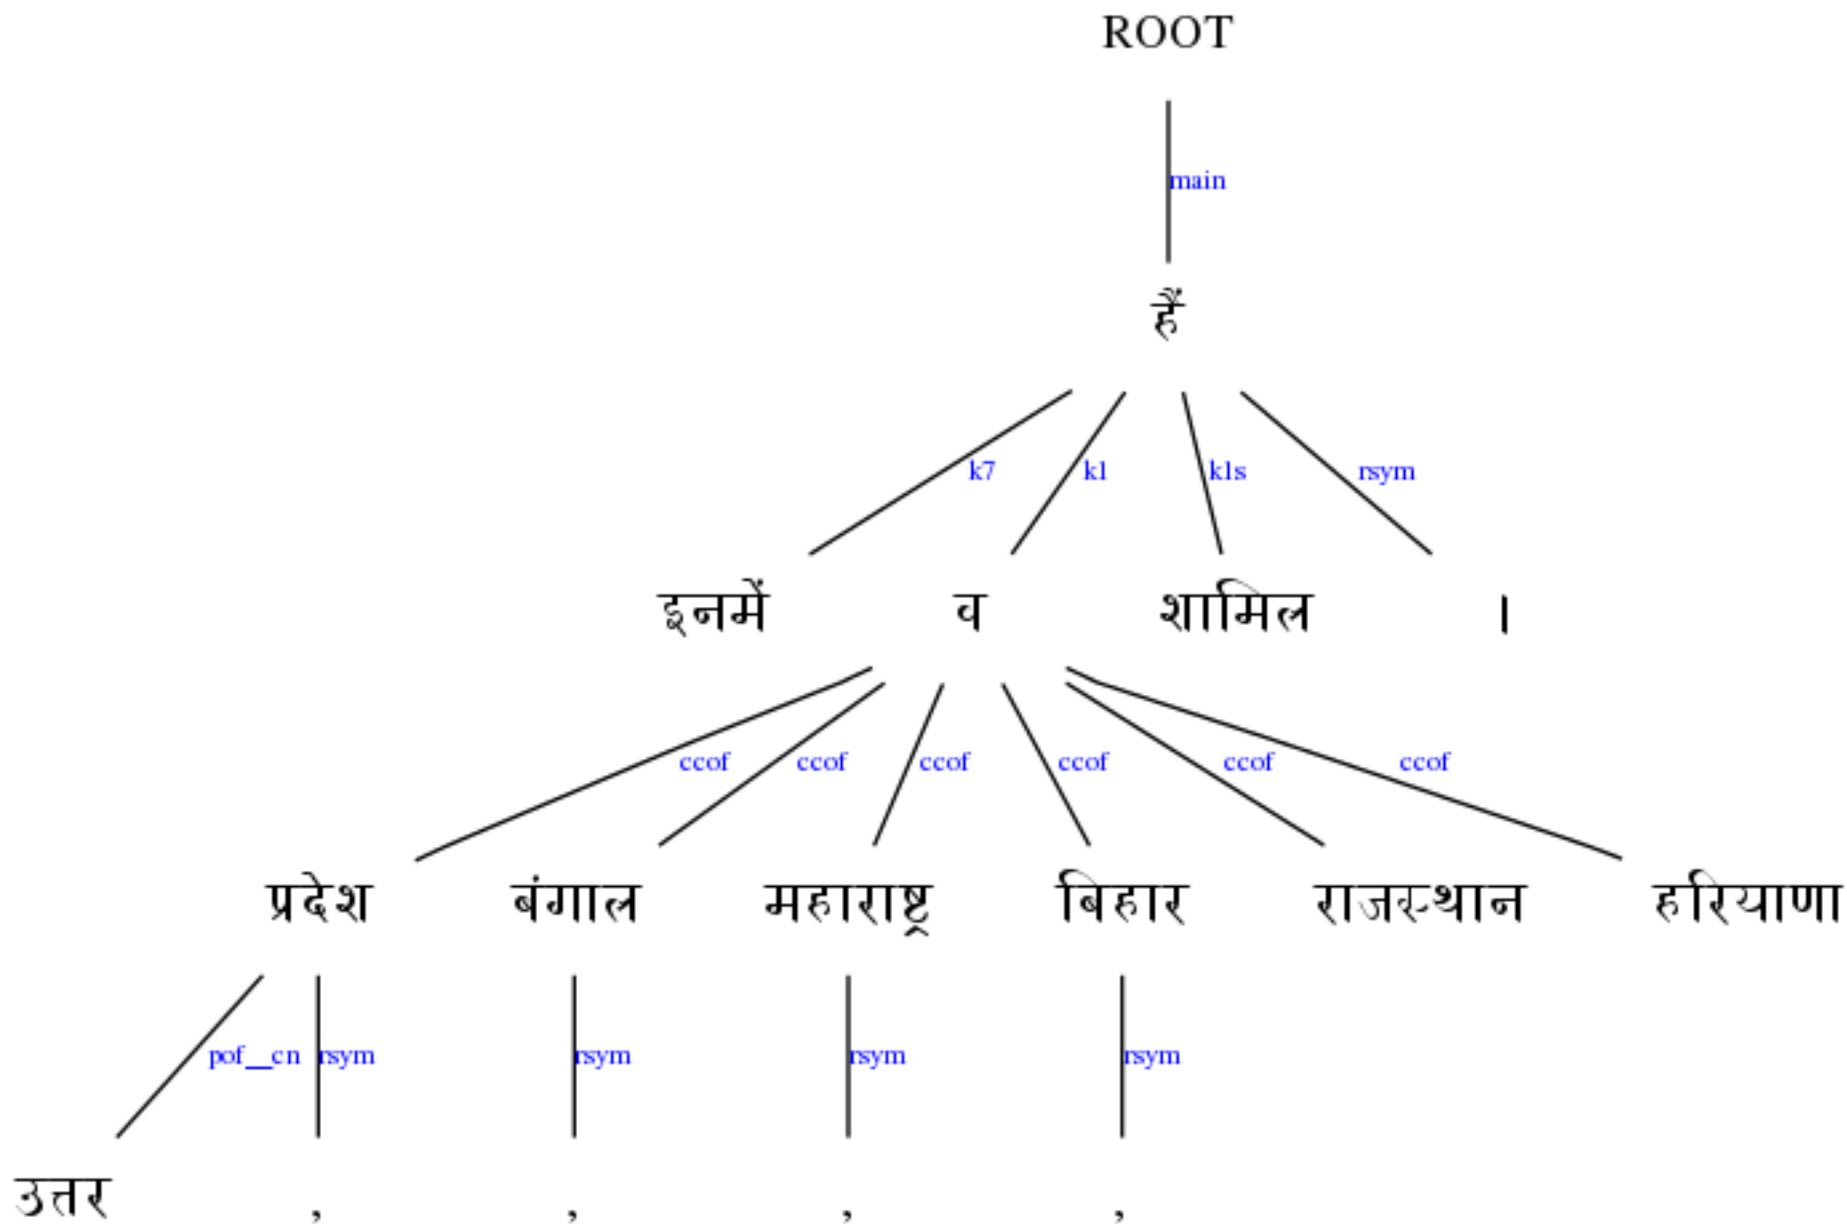 ROOT
main
हैं
k7 k1 k1s rsym
इनमें व शामिल ।
ccof ccof ccof ccof ccof ccof
प्रदेश बंगाल महाराष्ट्र बिहार राजस्थान हरियाणा
pof__cn rsym rsym rsym rsym
उत्तर , , , ,